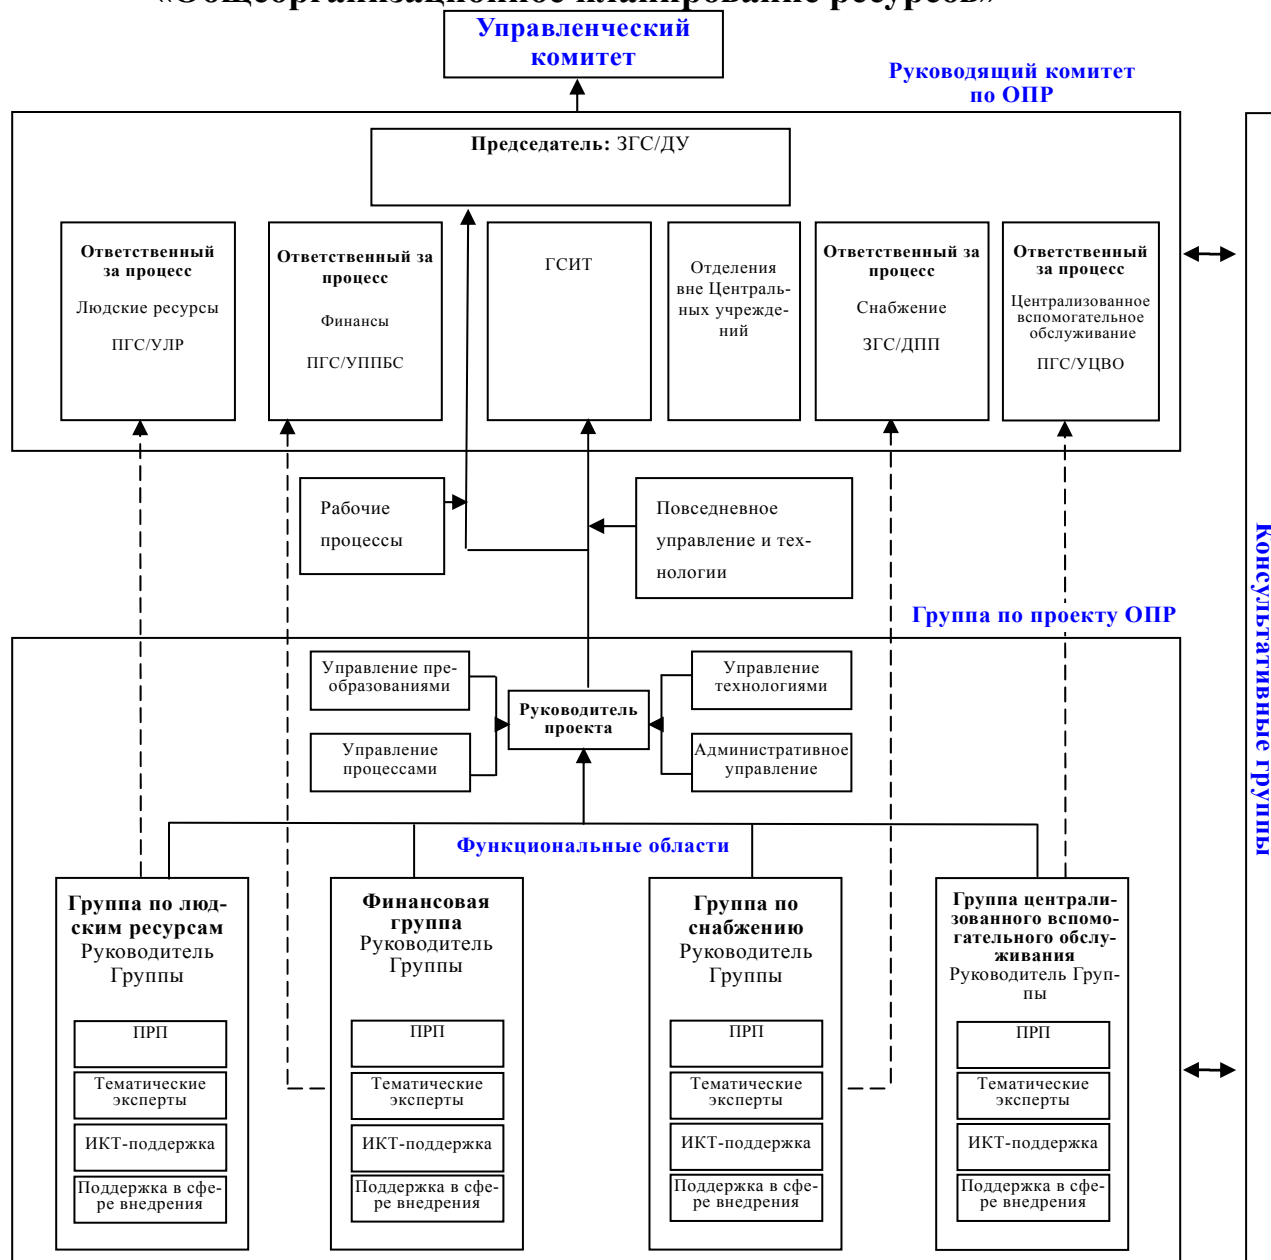 «Общеорганизационное планирование ресурсов»
Управленческий
комитет
Руководящий комитет
по ОПР
Председатель: ЗГС/ДУ
Ответственный
за процесс
Людские ресурсы
ПГС/УЛР
Ответственный за
процесс
Финансы
ПГС/УППБС
ГСИТ
Отделения
вне Централь-
ных учрежде-
ний
Ответственный за
процесс
Снабжение
ЗГС/ДПП
Ответственный
за процесс
Централизованное
вспомогательное
обслуживание
ПГС/УЦВО
Рабочие
процессы
Повседневное
управление и тех-
нологии
Консультативные группы
Группа по проекту ОПР
Управление пре-
образованиями
Управление
технологиями
Руководитель
проекта
Управление
процессами
Административное
управление
Функциональные области
Группа по люд-
ским ресурсам
Руководитель
Группы
ПРП
Тематические
эксперты
ИКТ-поддержка
Поддержка в сфе-
ре внедрения
Финансовая
группа
Руководитель
Группы
ПРП
Тематические
эксперты
ИКТ-поддержка
Поддержка в сфе-
ре внедрения
Группа по
снабжению
Руководитель
Группы
ПРП
Тематические
эксперты
ИКТ-поддержка
Поддержка в сфе-
ре внедрения
Группа централи-
зованного вспомо-
гательного обслу-
живания
Руководитель Груп-
пы
ПРП
Тематические
эксперты
ИКТ-поддержка
Поддержка в сфе-
ре внедрения